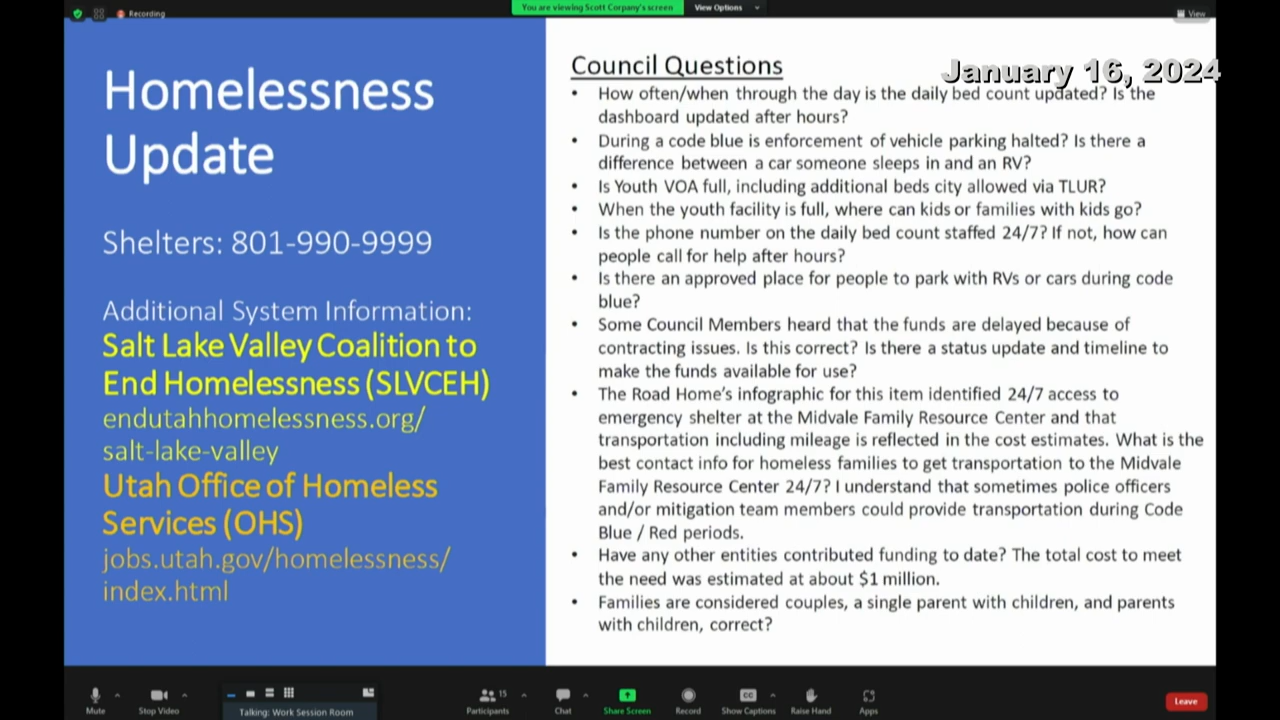 Recording
You are viewing Scott Corpany's screen
View Options
View
Homelessness
Update
Shelters: 801-990-9999
Additional System Information:
Salt Lake Valley Coalition to
End Homelessness (SLVCEH)
endutahhomelessness.org/
salt-lake-valley
Utah Office of Homeless
Services (OHS)
jobs.utah.gov/homelessness/
index.html
January 16, 2024
Council Questions
• How often/when through the day is the daily bed count updated? Is the
dashboard updated after hours?
• During a code blue is enforcement of vehicle parking halted? Is there a
difference between a car someone sleeps in and an RV?
• Is Youth VOA full, including additional beds city allowed via TLUR?
• When the youth facility is full, where can kids or families with kids go?
• Is the phone number on the daily bed count staffed 24/7? If not, how can
people call for help after hours?
• Is there an approved place for people to park with RVs or cars during code
blue?
• Some Council Members heard that the funds are delayed because of
contracting issues. Is this correct? Is there a status update and timeline to
make the funds available for use?
• The Road Home's infographic for this item identified 24/7 access to
emergency shelter at the Midvale Family Resource Center and that
transportation including mileage is reflected in the cost estimates. What is the
best contact info for homeless families to get transportation to the Midvale
Family Resource Center 24/7? I understand that sometimes police officers
and/or mitigation team members could provide transportation during Code
Blue / Red periods.
• Have any other entities contributed funding to date? The total cost to meet
the need was estimated at about $1 million.
• Families are considered couples, a single parent with children, and parents
with children, correct?
Mute
Stop Video
Talking: Work Session Room
Participants
15
Chat
Share Screen
Record
CC
Show Captions
Raise Hand
Apps
Leave